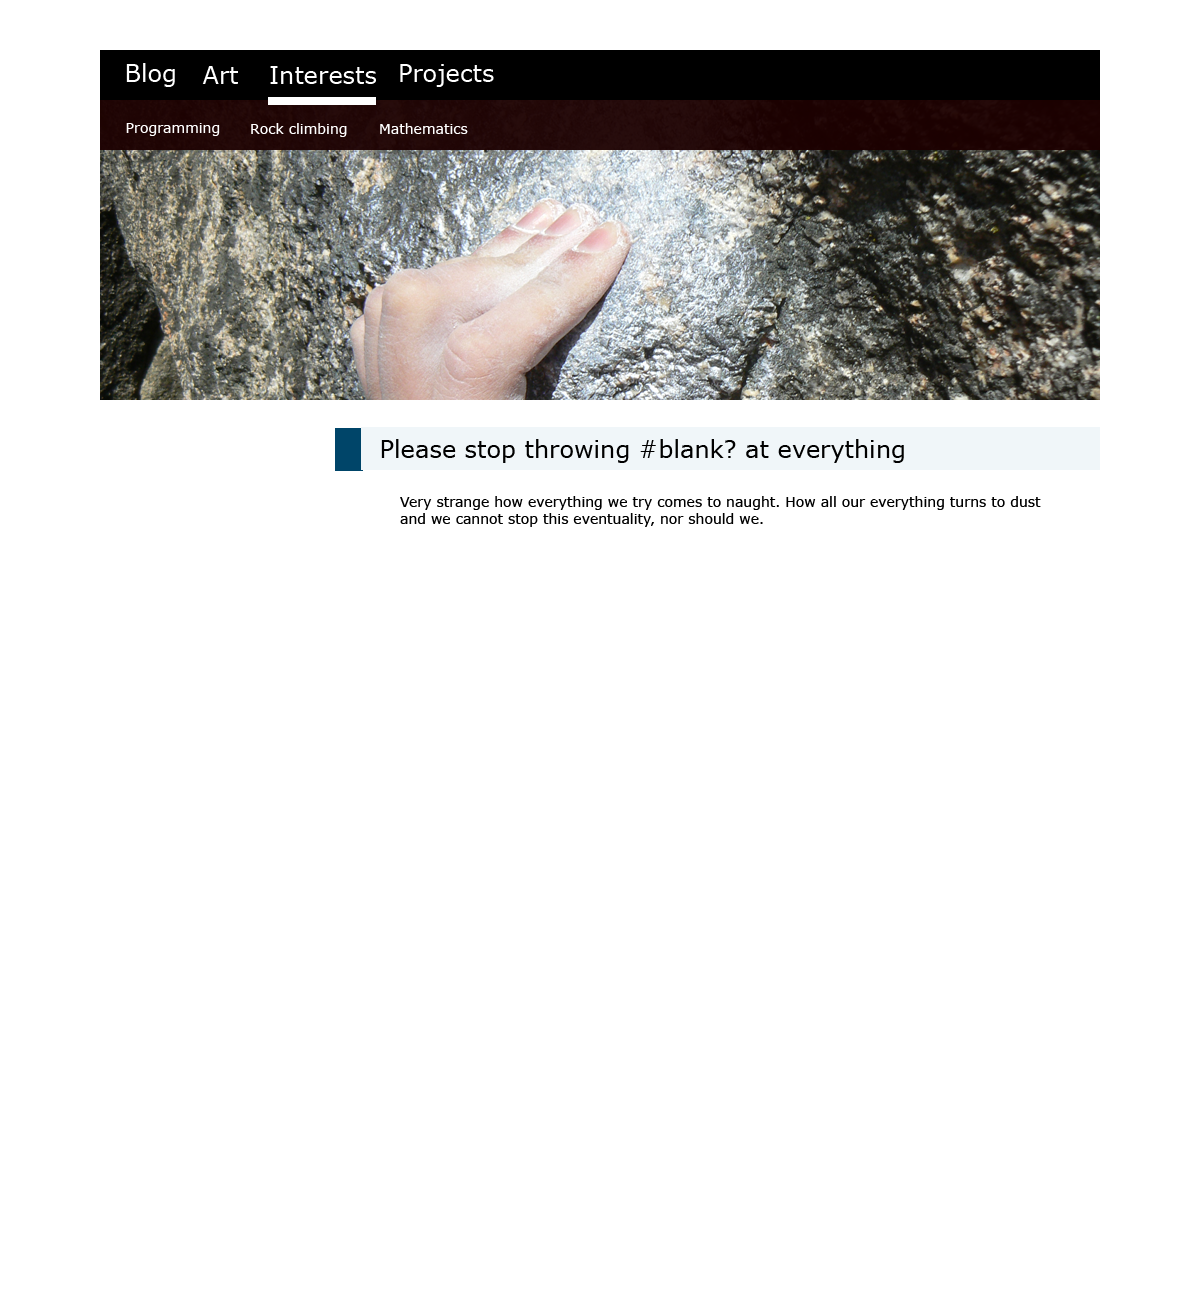 Blog Art Interests Projects
Programming Rock climbing Mathematics
Please stop throwing #blank? at everything
Very strange how everything we try comes to naught. How all our everything turns to dust
and we cannot stop this eventuality, nor should we.